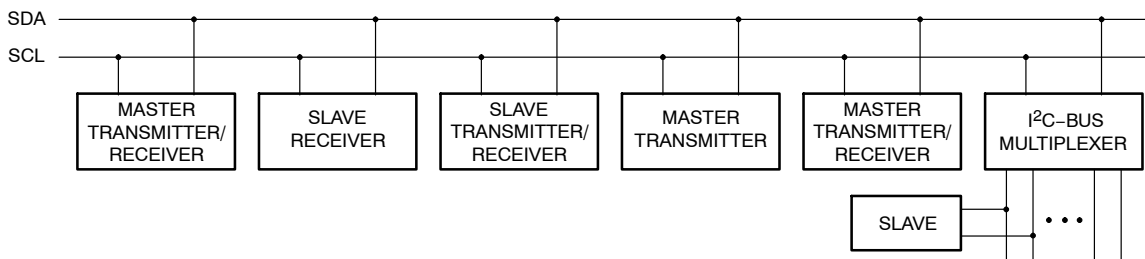 SDA
SCL
MASTER
TRANSMITTER/
RECEIVER
SLAVE
RECEIVER
SLAVE
TRANSMITTER/
RECEIVER
MASTER
TRANSMITTER
MASTER
TRANSMITTER/
RECEIVER
I²C−BUS
MULTIPLEXER
SLAVE